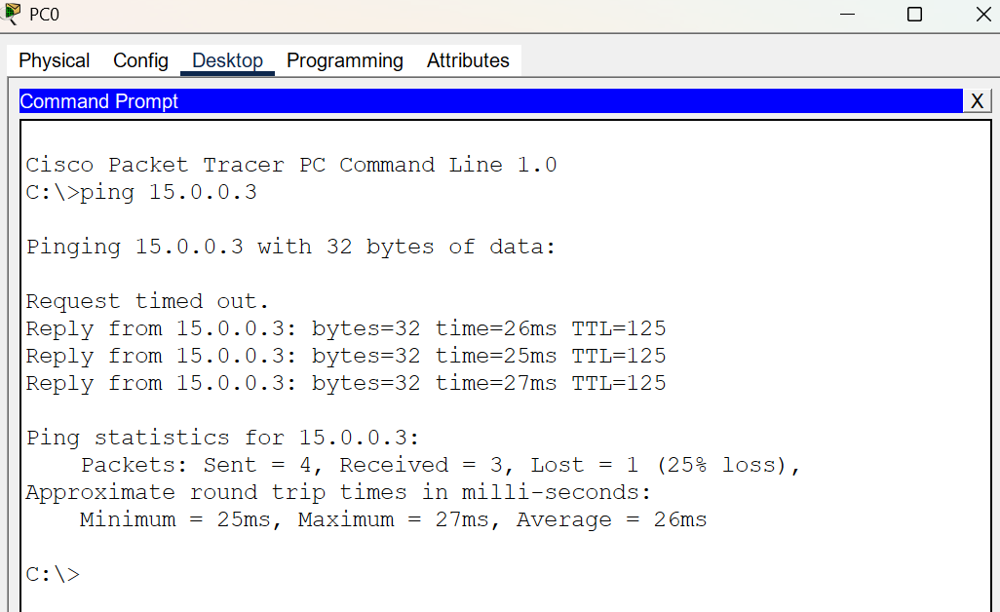 PC0
Physical Config Desktop Programming Attributes
Command Prompt X
Cisco Packet Tracer PC Command Line 1.0
C:\>ping 15.0.0.3
Pinging 15.0.0.3 with 32 bytes of data:
Request timed out.
Reply from 15.0.0.3: bytes=32 time=26ms TTL=125
Reply from 15.0.0.3: bytes=32 time=25ms TTL=125
Reply from 15.0.0.3: bytes=32 time=27ms TTL=125
Ping statistics for 15.0.0.3:
    Packets: Sent = 4, Received = 3, Lost = 1 (25% loss),
Approximate round trip times in milli-seconds:
    Minimum = 25ms, Maximum = 27ms, Average = 26ms
C:\>